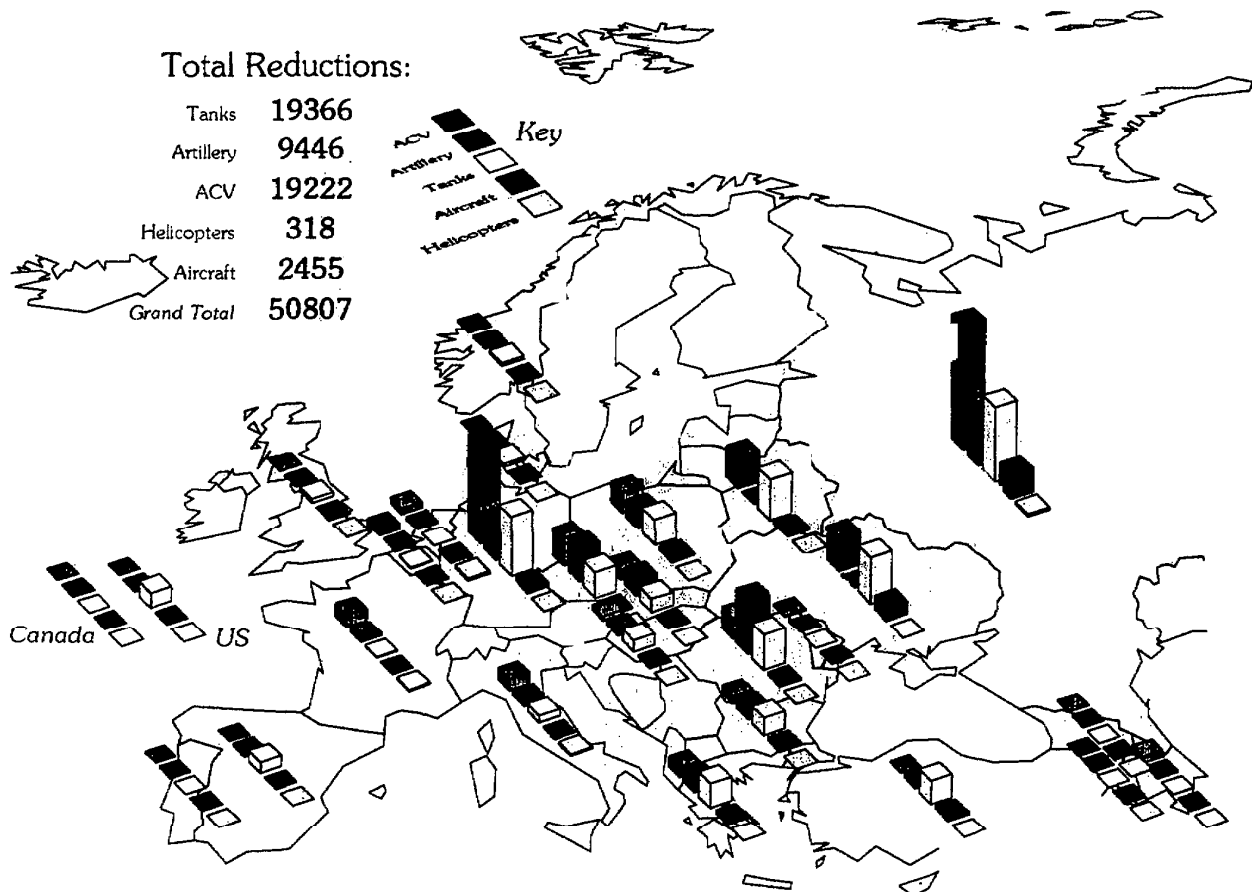 Total Reductions:
Tanks 19366
Artillery 9446
ACV 19222
Helicopters 318
Aircraft 2455
Grand Total 50807
Key
ACV
Artillery
Tanks
Aircraft
Helicopters
Canada
US